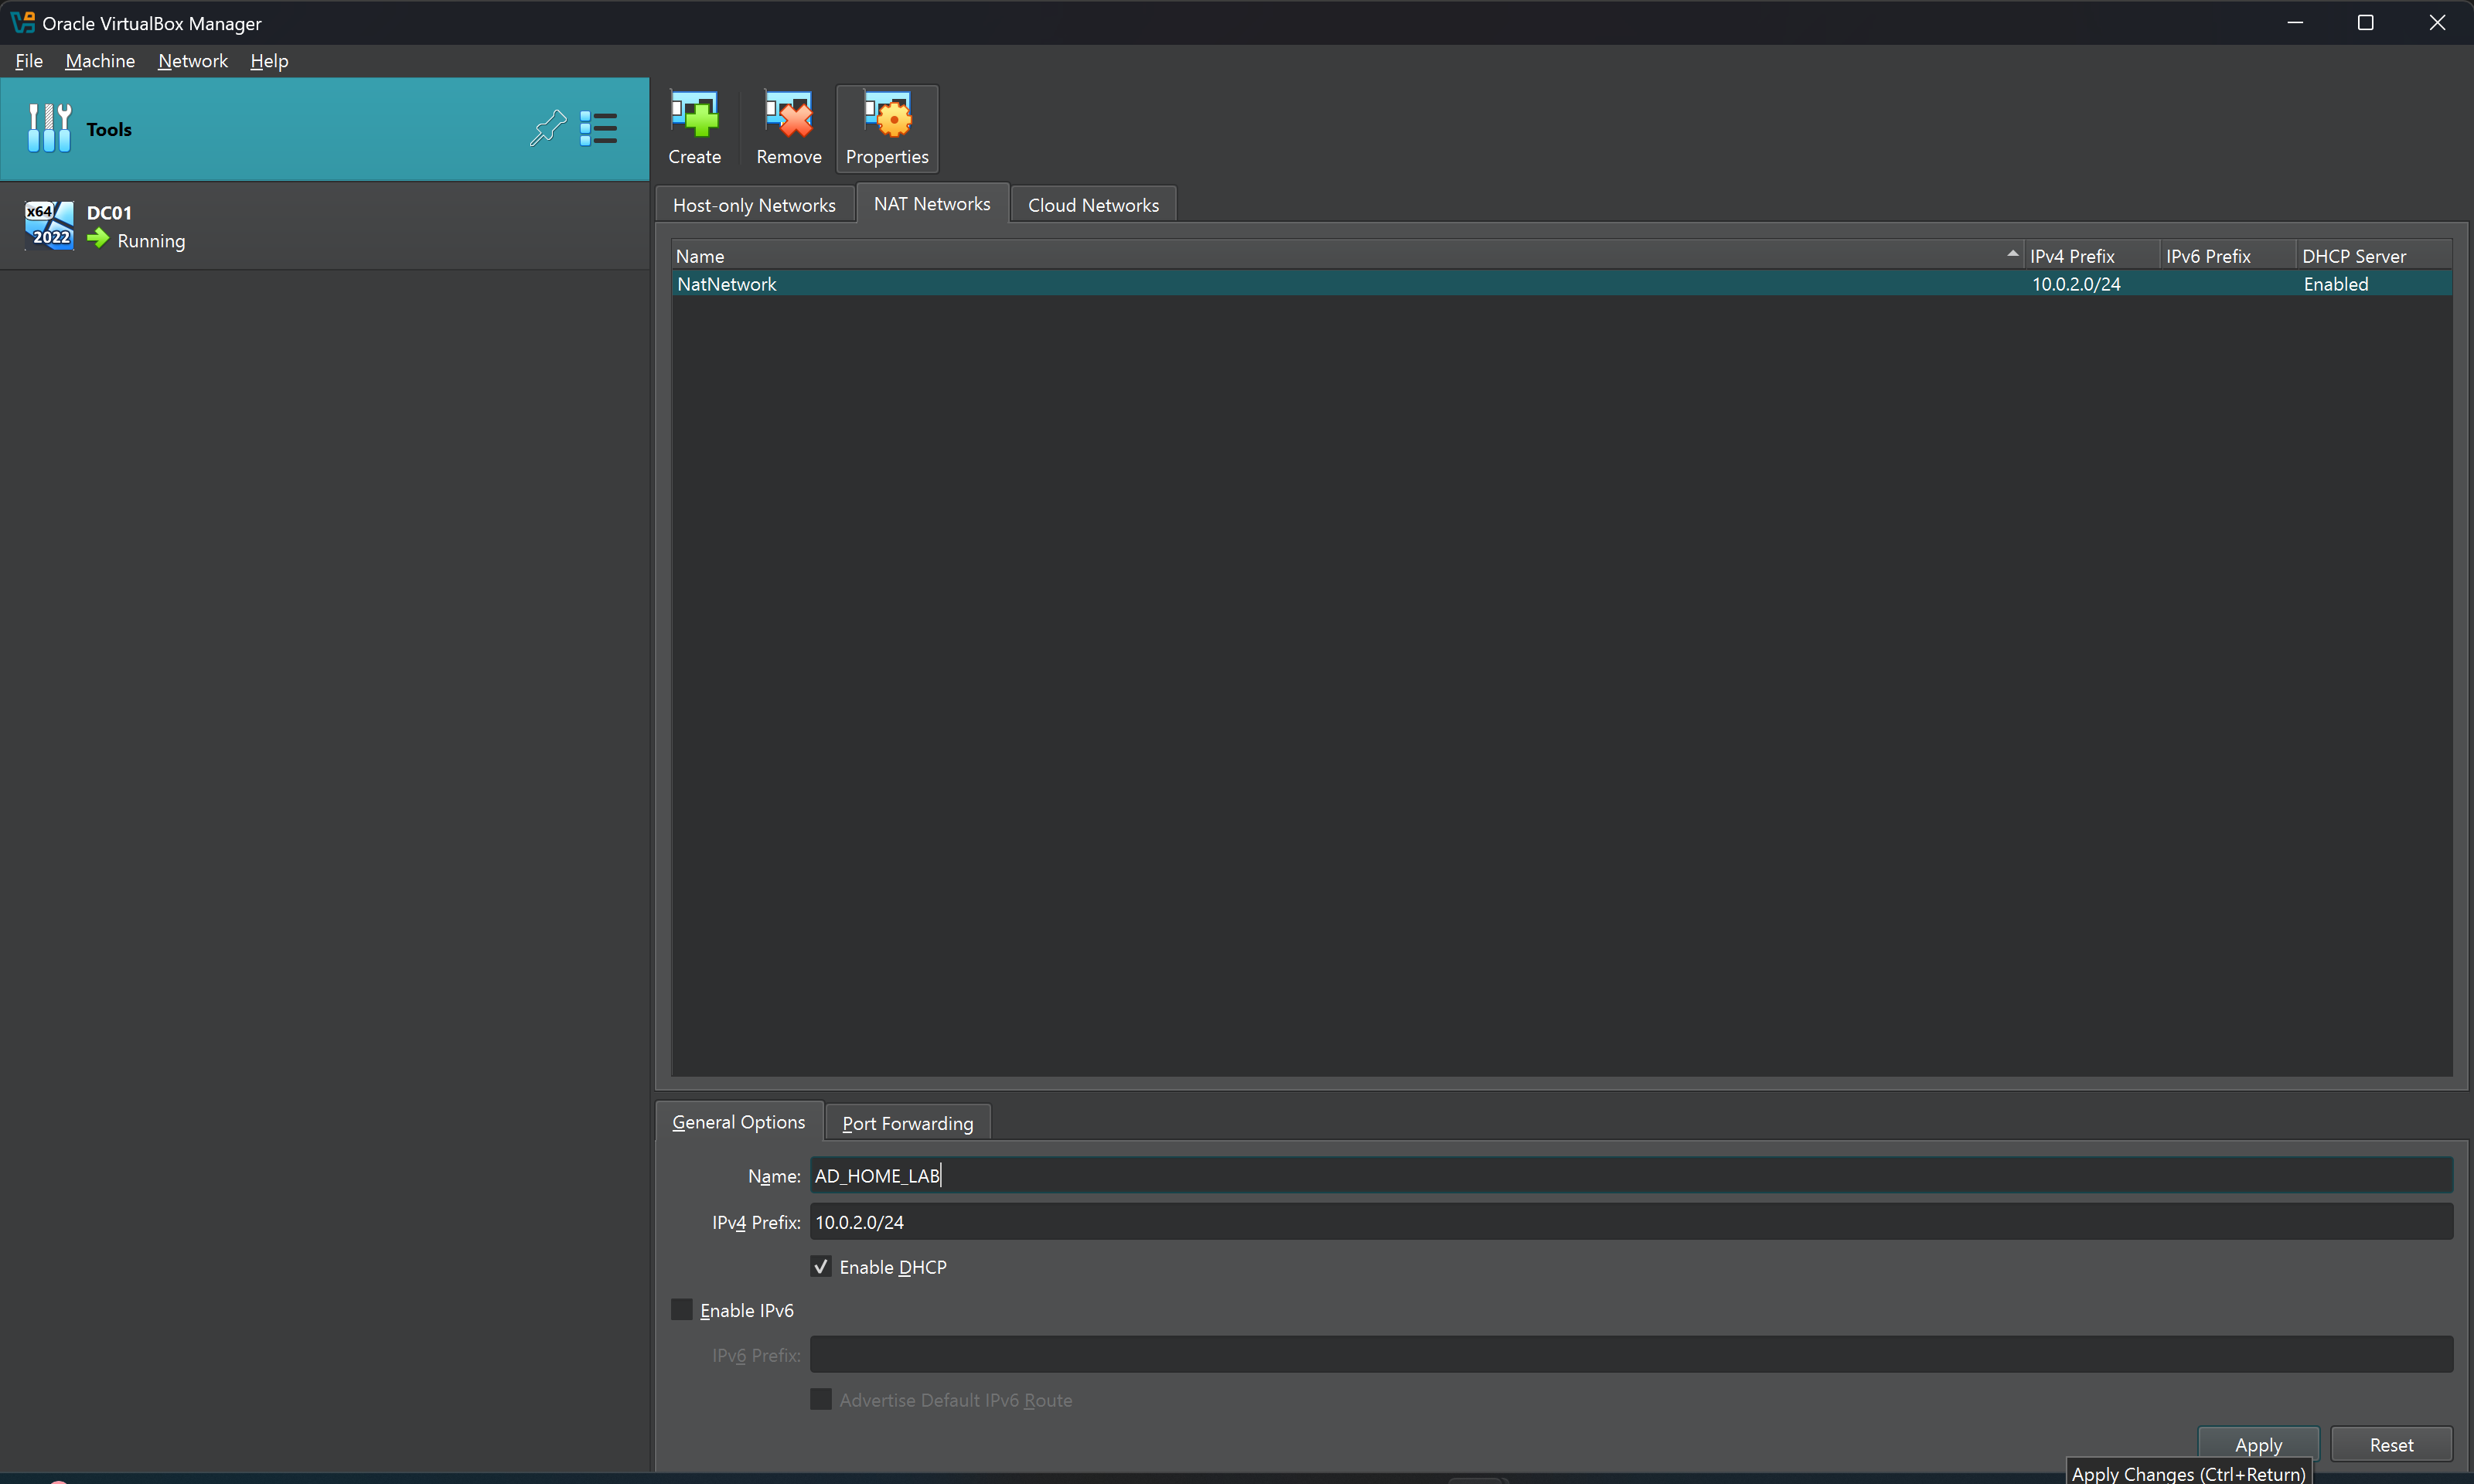 Oracle VirtualBox Manager
File Machine Network Help
Tools
Create Remove Properties
x64 2022 DC01
Running
Host-only Networks NAT Networks Cloud Networks
Name IPv4 Prefix IPv6 Prefix DHCP Server
NatNetwork 10.0.2.0/24 Enabled
General Options Port Forwarding
Name: AD_HOME_LAB
IPv4 Prefix: 10.0.2.0/24
Enable DHCP
Enable IPv6
IPv6 Prefix:
Advertise Default IPv6 Route
Apply Reset
Apply Changes (Ctrl+Return)